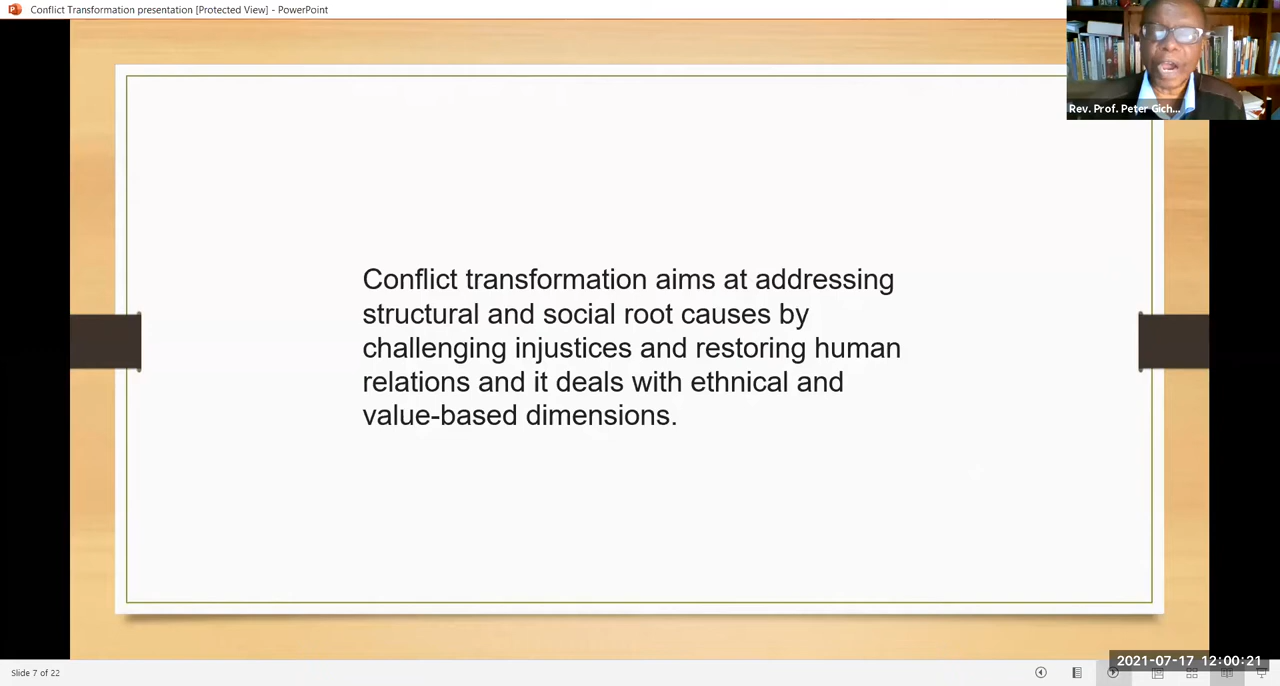 Conflict Transformation presentation [Protected View] - PowerPoint
Rev. Prof. Peter Gich...
Conflict transformation aims at addressing
structural and social root causes by
challenging injustices and restoring human
relations and it deals with ethnical and
value-based dimensions.
2021-07-17 12:00:21
Slide 7 of 22